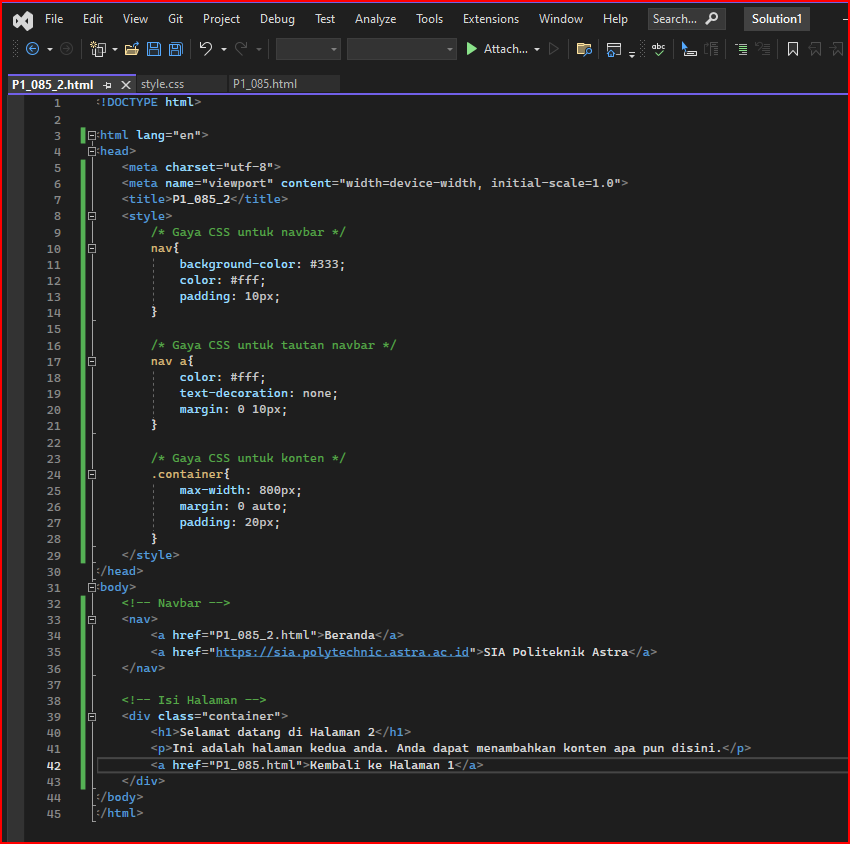 File Edit View Git Project Debug Test Analyze Tools Extensions Window Help Search... Solution1
Attach...
P1_085_2.html style.css P1_085.html
1 <!DOCTYPE html>
2
3 <html lang="en">
4 <head>
5 <meta charset="utf-8">
6 <meta name="viewport" content="width=device-width, initial-scale=1.0">
7 <title>P1_085_2</title>
8 <style>
9 /* Gaya CSS untuk navbar */
10 nav{
11 background-color: #333;
12 color: #fff;
13 padding: 10px;
14 }
15
16 /* Gaya CSS untuk tautan navbar */
17 nav a{
18 color: #fff;
19 text-decoration: none;
20 margin: 0 10px;
21 }
22
23 /* Gaya CSS untuk konten */
24 .container{
25 max-width: 800px;
26 margin: 0 auto;
27 padding: 20px;
28 }
29 </style>
30 </head>
31 <body>
32 <!-- Navbar -->
33 <nav>
34 <a href="P1_085_2.html">Beranda</a>
35 <a href="https://sia.polytechnic.astra.ac.id">SIA Politeknik Astra</a>
36 </nav>
37
38 <!-- Isi Halaman -->
39 <div class="container">
40 <h1>Selamat datang di Halaman 2</h1>
41 <p>Ini adalah halaman kedua anda. Anda dapat menambahkan konten apa pun disini.</p>
42 <a href="P1_085.html">Kembali ke Halaman 1</a>
43 </div>
44 </body>
45 </html>